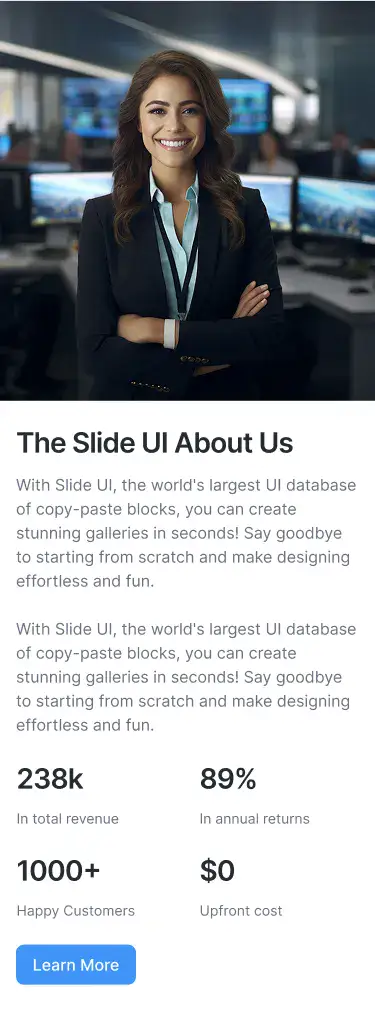 The Slide UI About Us
With Slide UI, the world's largest UI database
of copy-paste blocks, you can create
stunning galleries in seconds! Say goodbye
to starting from scratch and make designing
effortless and fun.
With Slide UI, the world's largest UI database
of copy-paste blocks, you can create
stunning galleries in seconds! Say goodbye
to starting from scratch and make designing
effortless and fun.
238k
In total revenue
89%
In annual returns
1000+
Happy Customers
$0
Upfront cost
Learn More